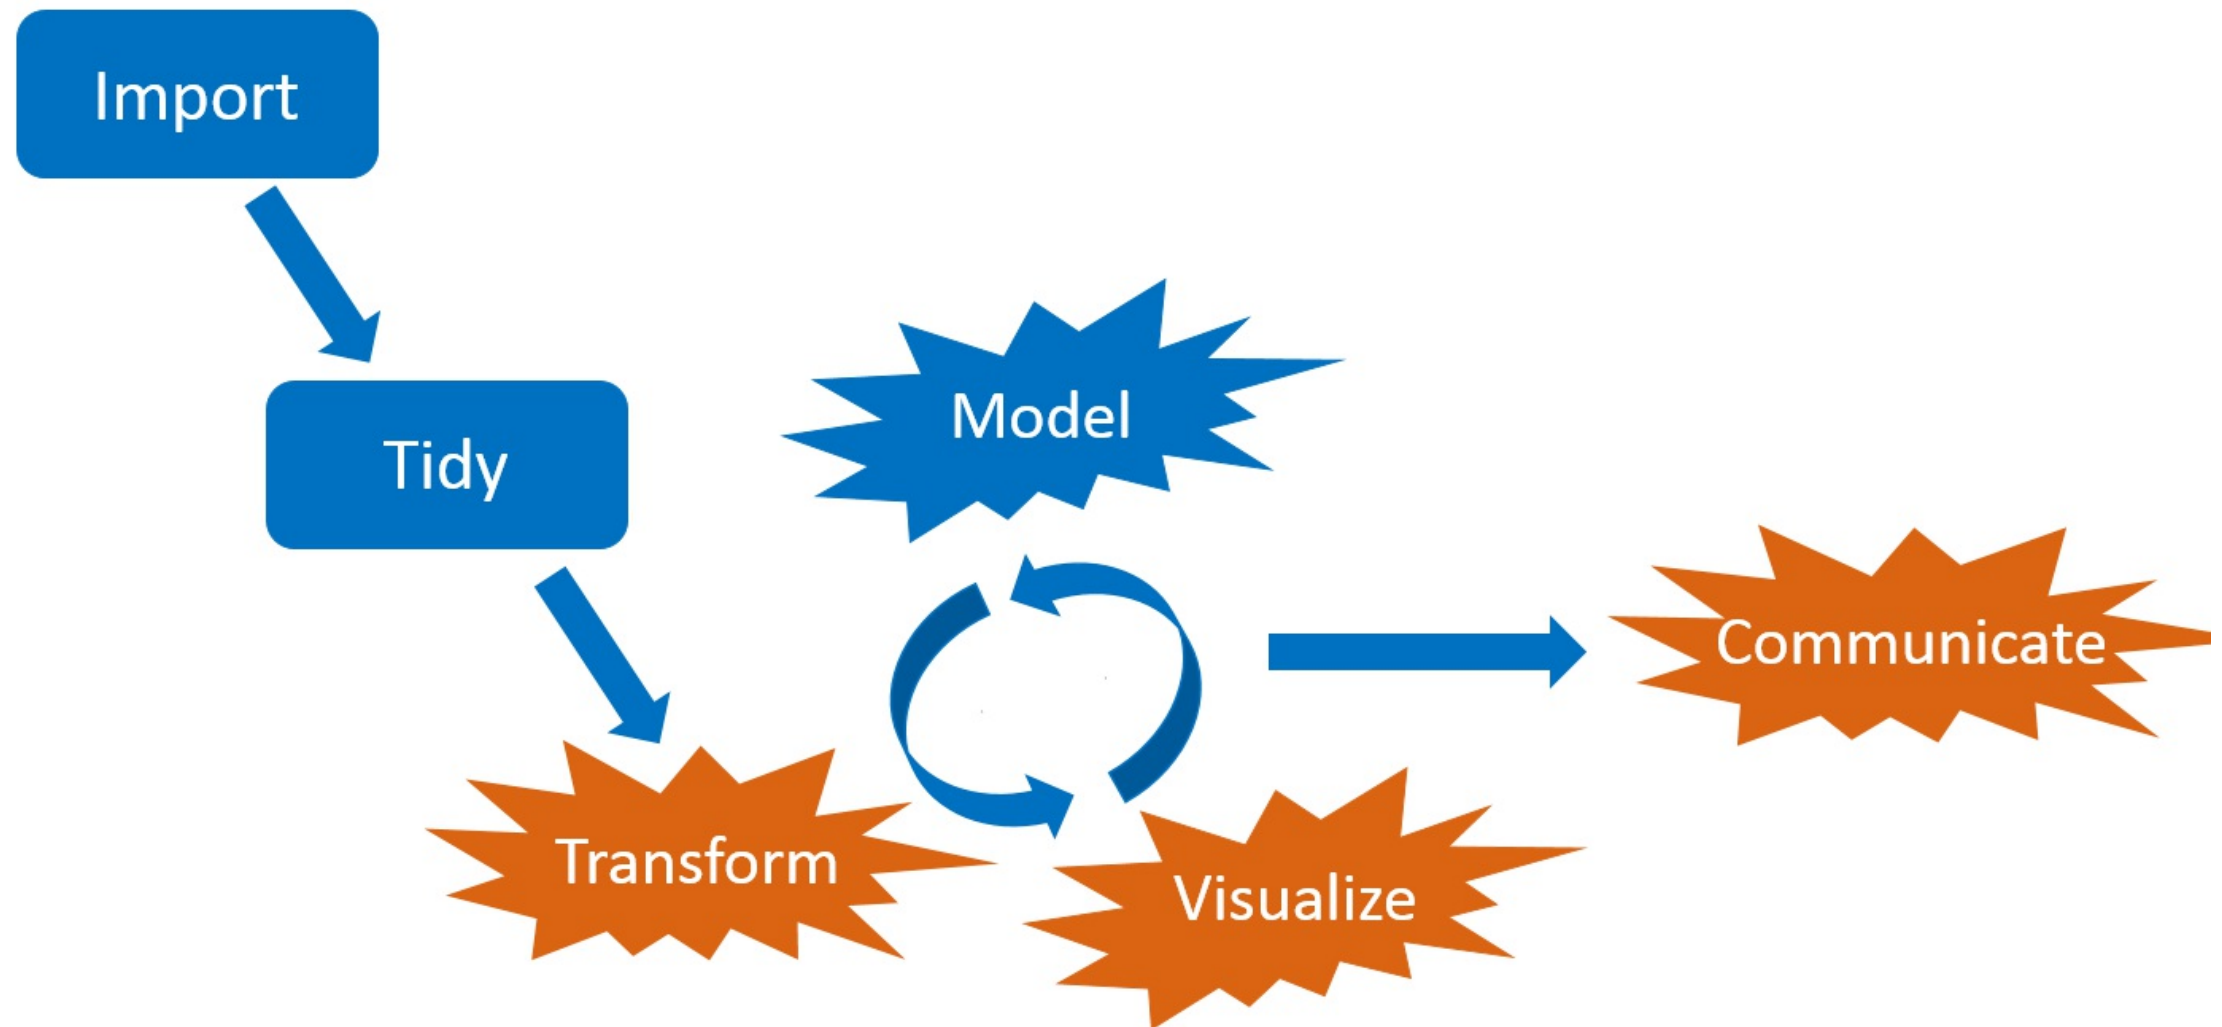 Import
Tidy
Model
Communicate
Transform
Visualize